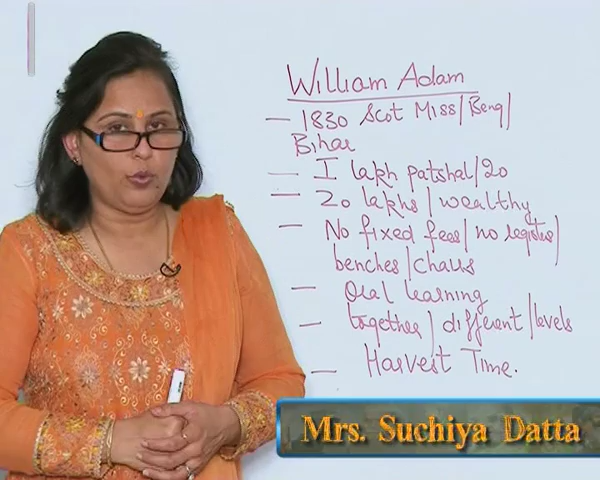 William Adam
— 1830 Scot Miss/Beng/
Bihar
— I lakh patshal/20
— 20 lakhs/wealthy
— No fixed fees/no registers/
benches/chairs
— Oral learning
— together/different/levels
— Harvest Time.
Mrs. Suchiya Datta